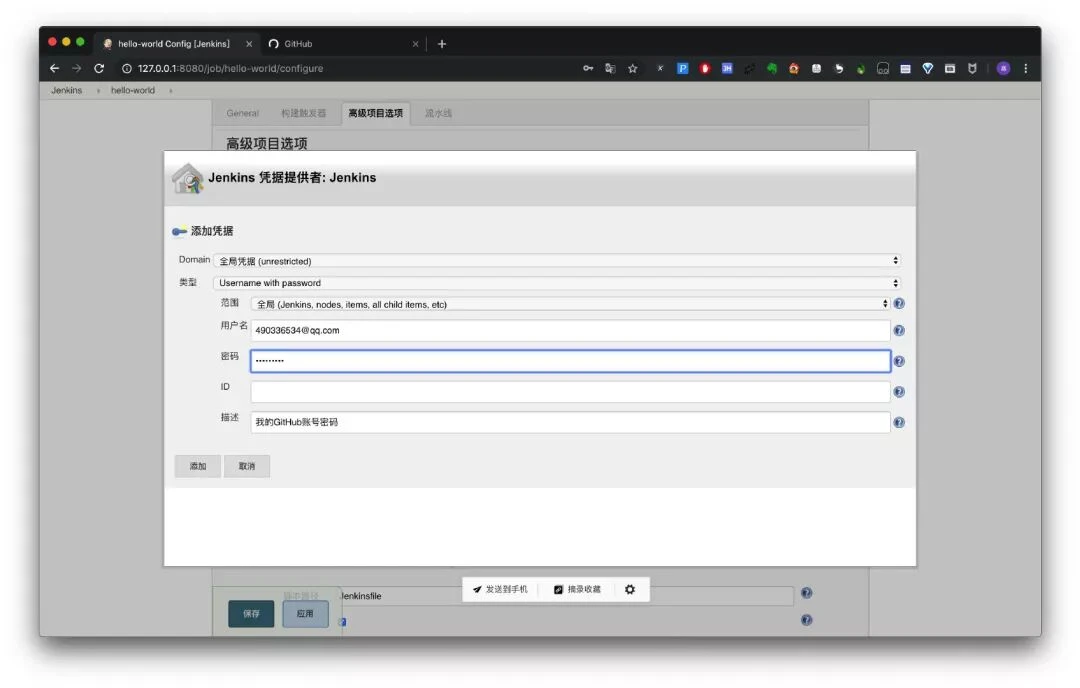 hello-world Config [Jenkins]
GitHub
127.0.0.1:8080/job/hello-world/configure
Jenkins
hello-world
General 构建触发器 高级项目选项 流水线
高级项目选项
Jenkins 凭据提供者: Jenkins
添加凭据
Domain 全局凭据 (unrestricted)
类型 Username with password
范围 全局 (Jenkins, nodes, items, all child items, etc)
用户名 490336534@qq.com
密码 ·········
ID
描述 我的GitHub账号密码
添加 取消
发送到手机 摘录收藏
脚本路径 Jenkinsfile
保存 应用